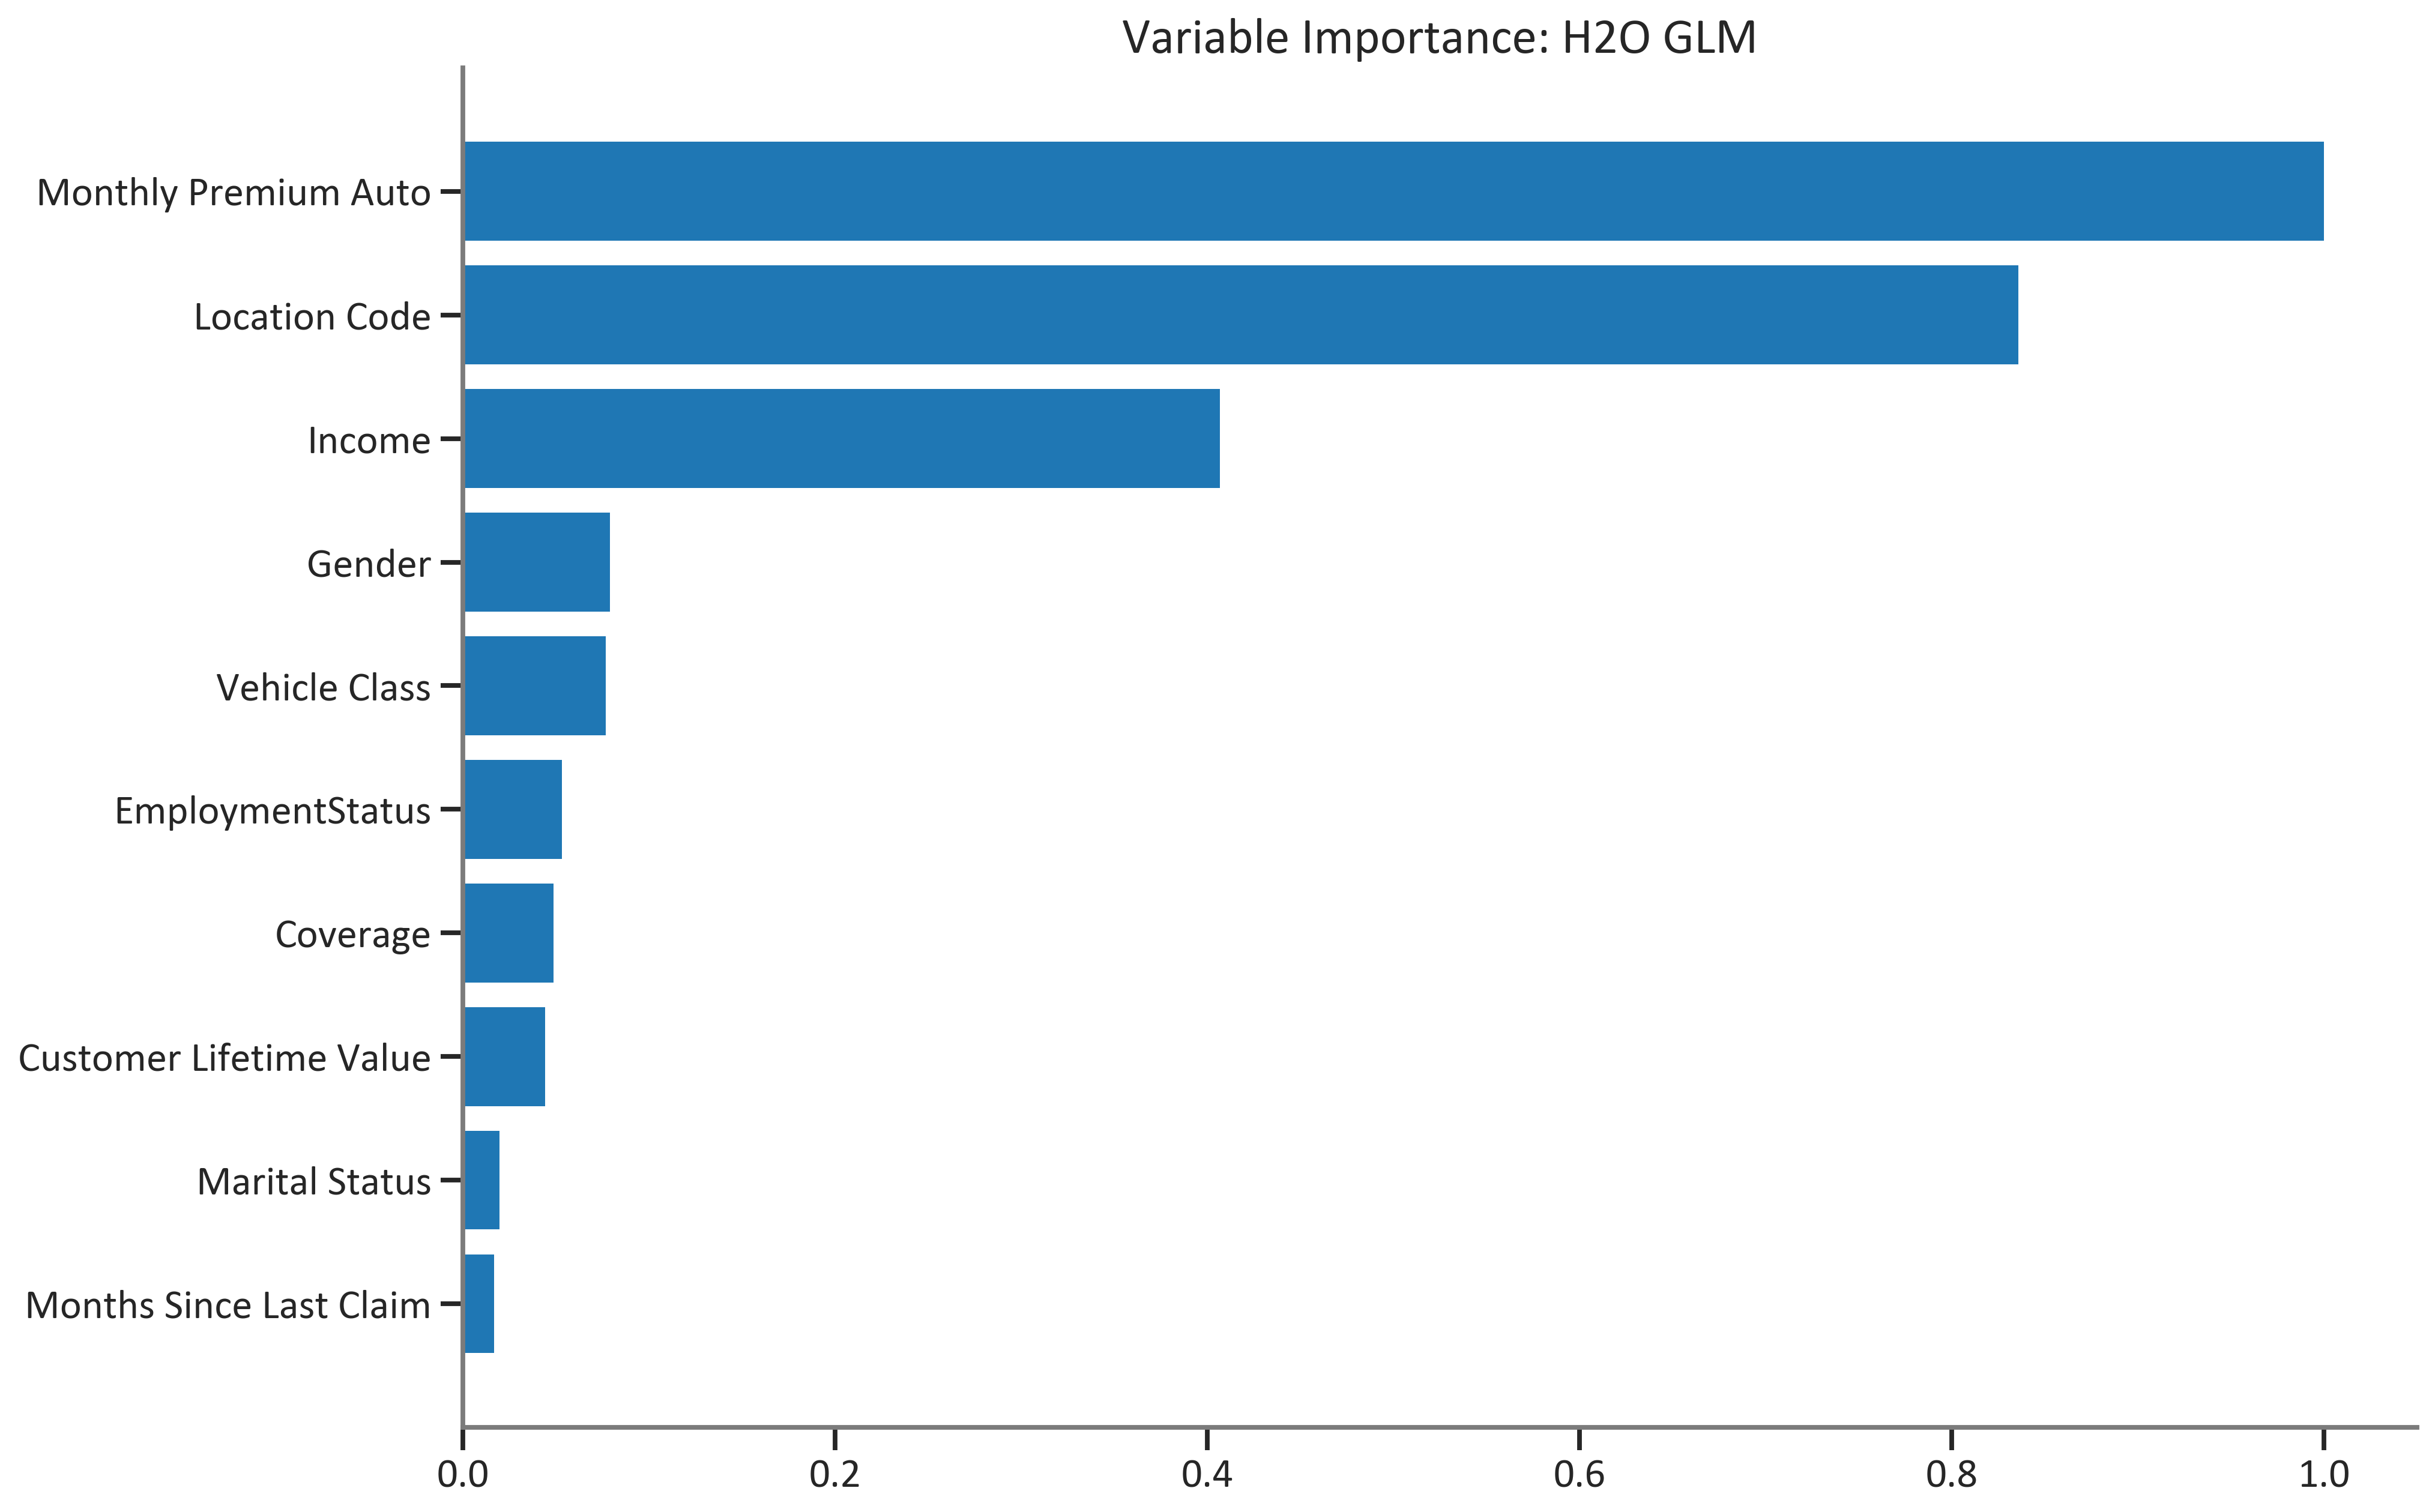 Variable Importance: H2O GLM
Monthly Premium Auto
Location Code
Income
Gender
Vehicle Class
EmploymentStatus
Coverage
Customer Lifetime Value
Marital Status
Months Since Last Claim
0.0 0.2 0.4 0.6 0.8 1.0